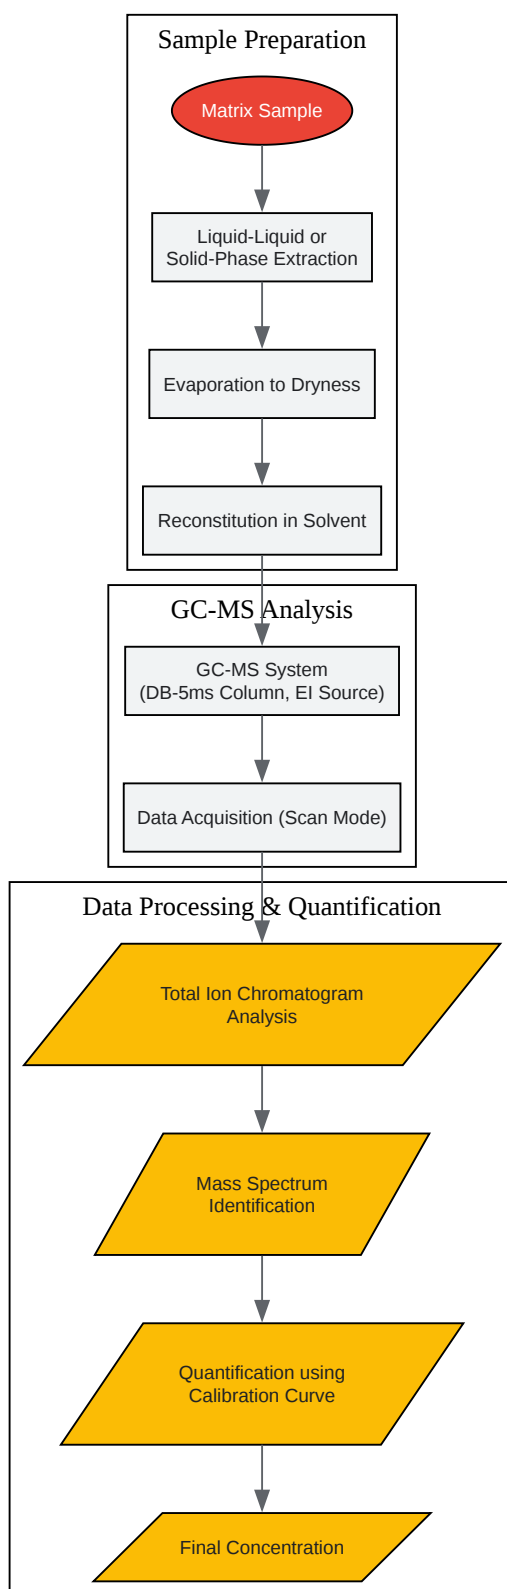 Sample Preparation
Matrix Sample
Liquid-Liquid or
Solid-Phase Extraction
Evaporation to Dryness
Reconstitution in Solvent
GC-MS Analysis
GC-MS System
(DB-5ms Column, EI Source)
Data Acquisition (Scan Mode)
Data Processing & Quantification
Total Ion Chromatogram
Analysis
Mass Spectrum
Identification
Quantification using
Calibration Curve
Final Concentration